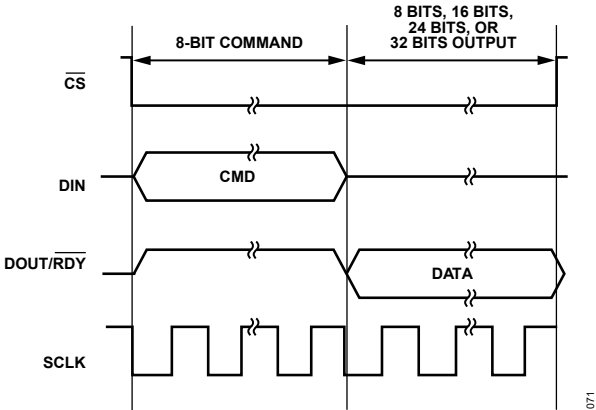 8 BITS, 16 BITS,
24 BITS, OR
32 BITS OUTPUT
8-BIT COMMAND
CS
DIN
CMD
DOUT/RDY
DATA
SCLK
071